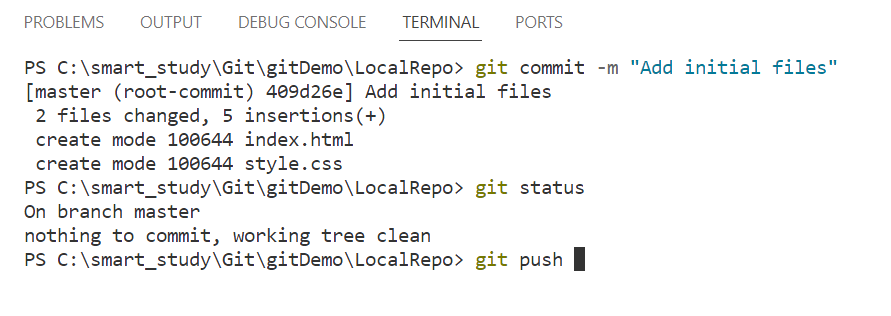 PROBLEMS OUTPUT DEBUG CONSOLE TERMINAL PORTS
PS C:\smart_study\Git\gitDemo\LocalRepo> git commit -m "Add initial files"
[master (root-commit) 409d26e] Add initial files
 2 files changed, 5 insertions(+)
 create mode 100644 index.html
 create mode 100644 style.css
PS C:\smart_study\Git\gitDemo\LocalRepo> git status
On branch master
nothing to commit, working tree clean
PS C:\smart_study\Git\gitDemo\LocalRepo> git push